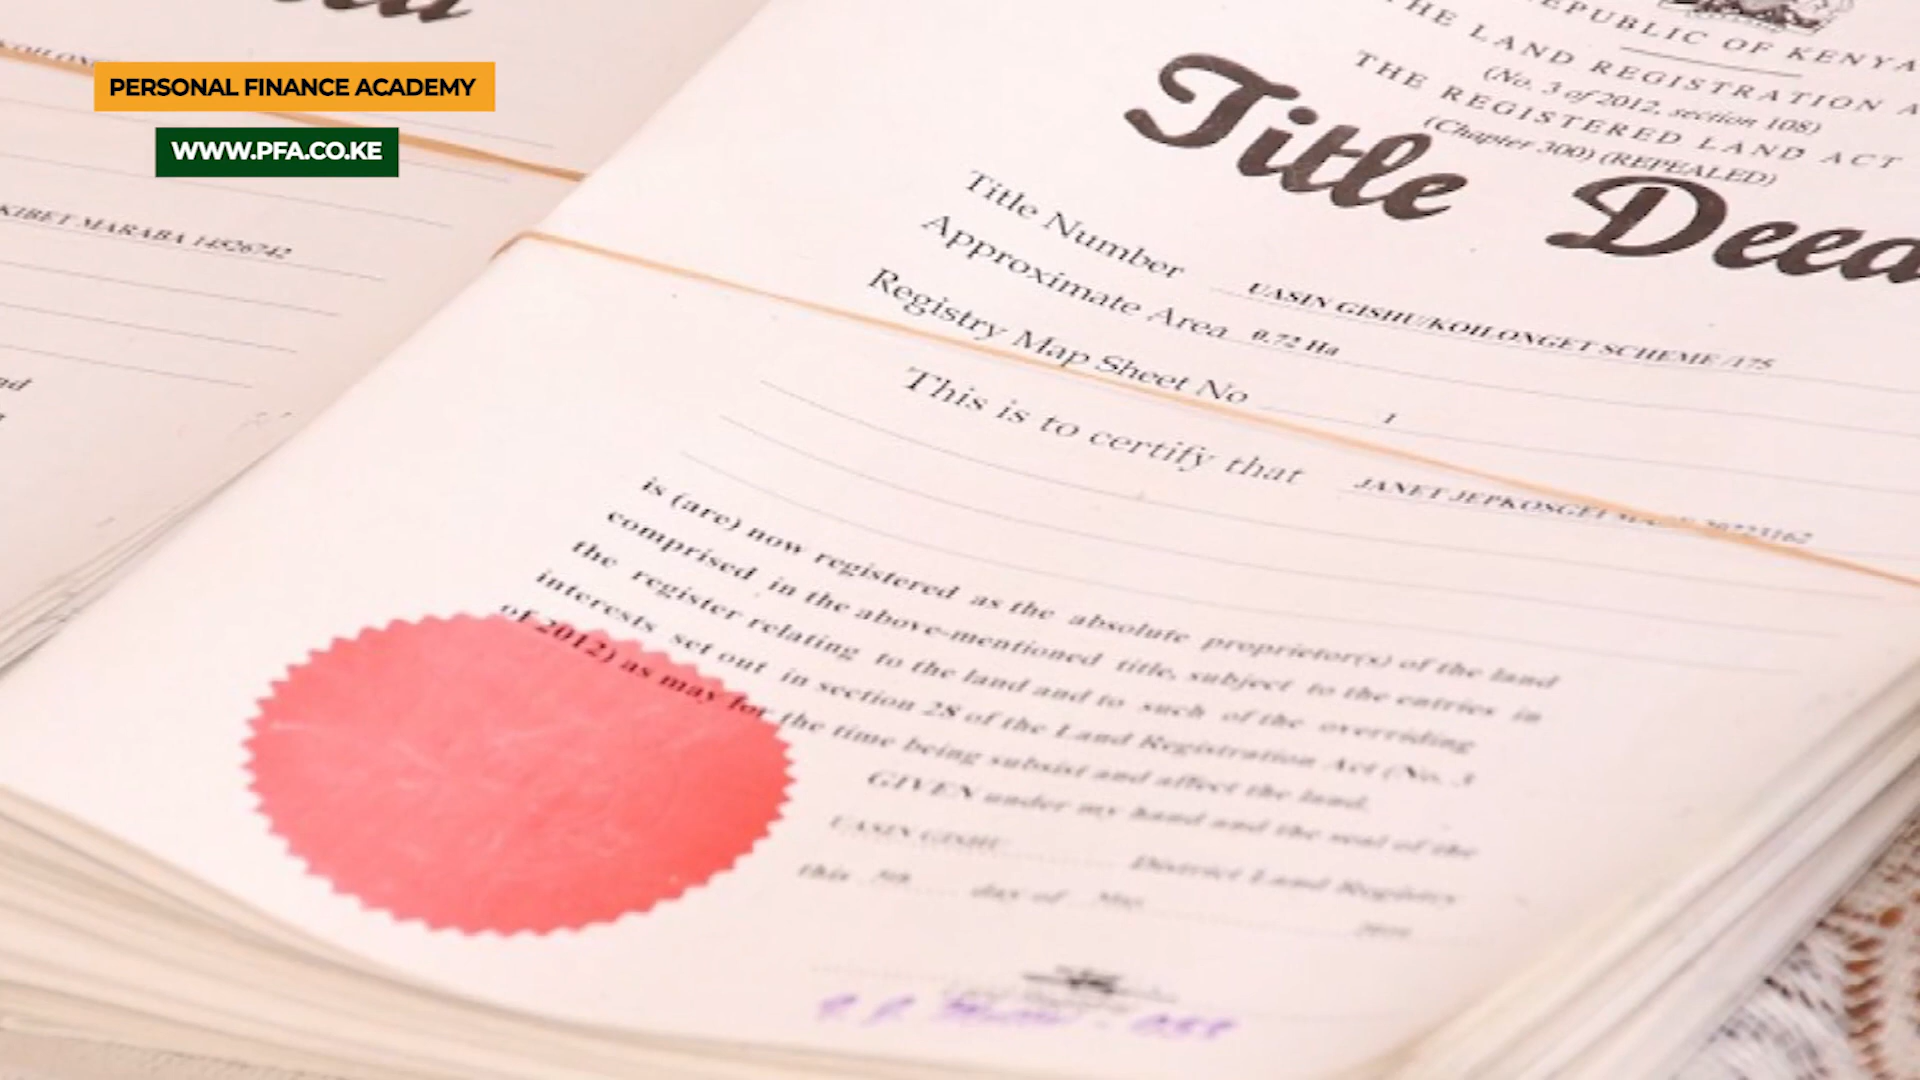 PERSONAL FINANCE ACADEMY
WWW.PFA.CO.KE
KIBET MARABA 14526742
REPUBLIC OF KENYA
THE LAND REGISTRATION A
(No. 3 of 2012, section 108)
THE REGISTERED LAND ACT
(Chapter 300) (REPEALED)
Title Deed
Title Number UASIN GISHU/KOILONGET SCHEME /175
Approximate Area 0.72 Ha
Registry Map Sheet No 1
This is to certify that JANET JEPKOSGEI
is (are) now registered as the absolute proprietor(s) of the land
comprised in the above-mentioned title, subject to the entries in
the register relating to the land and to such of the overriding
interests set out in section 28 of the Land Registration Act (No. 3
of 2012) as may for the time being subsist and affect the land.
GIVEN under my hand and the seal of the
UASIN GISHU District Land Registry
this 5th day of May